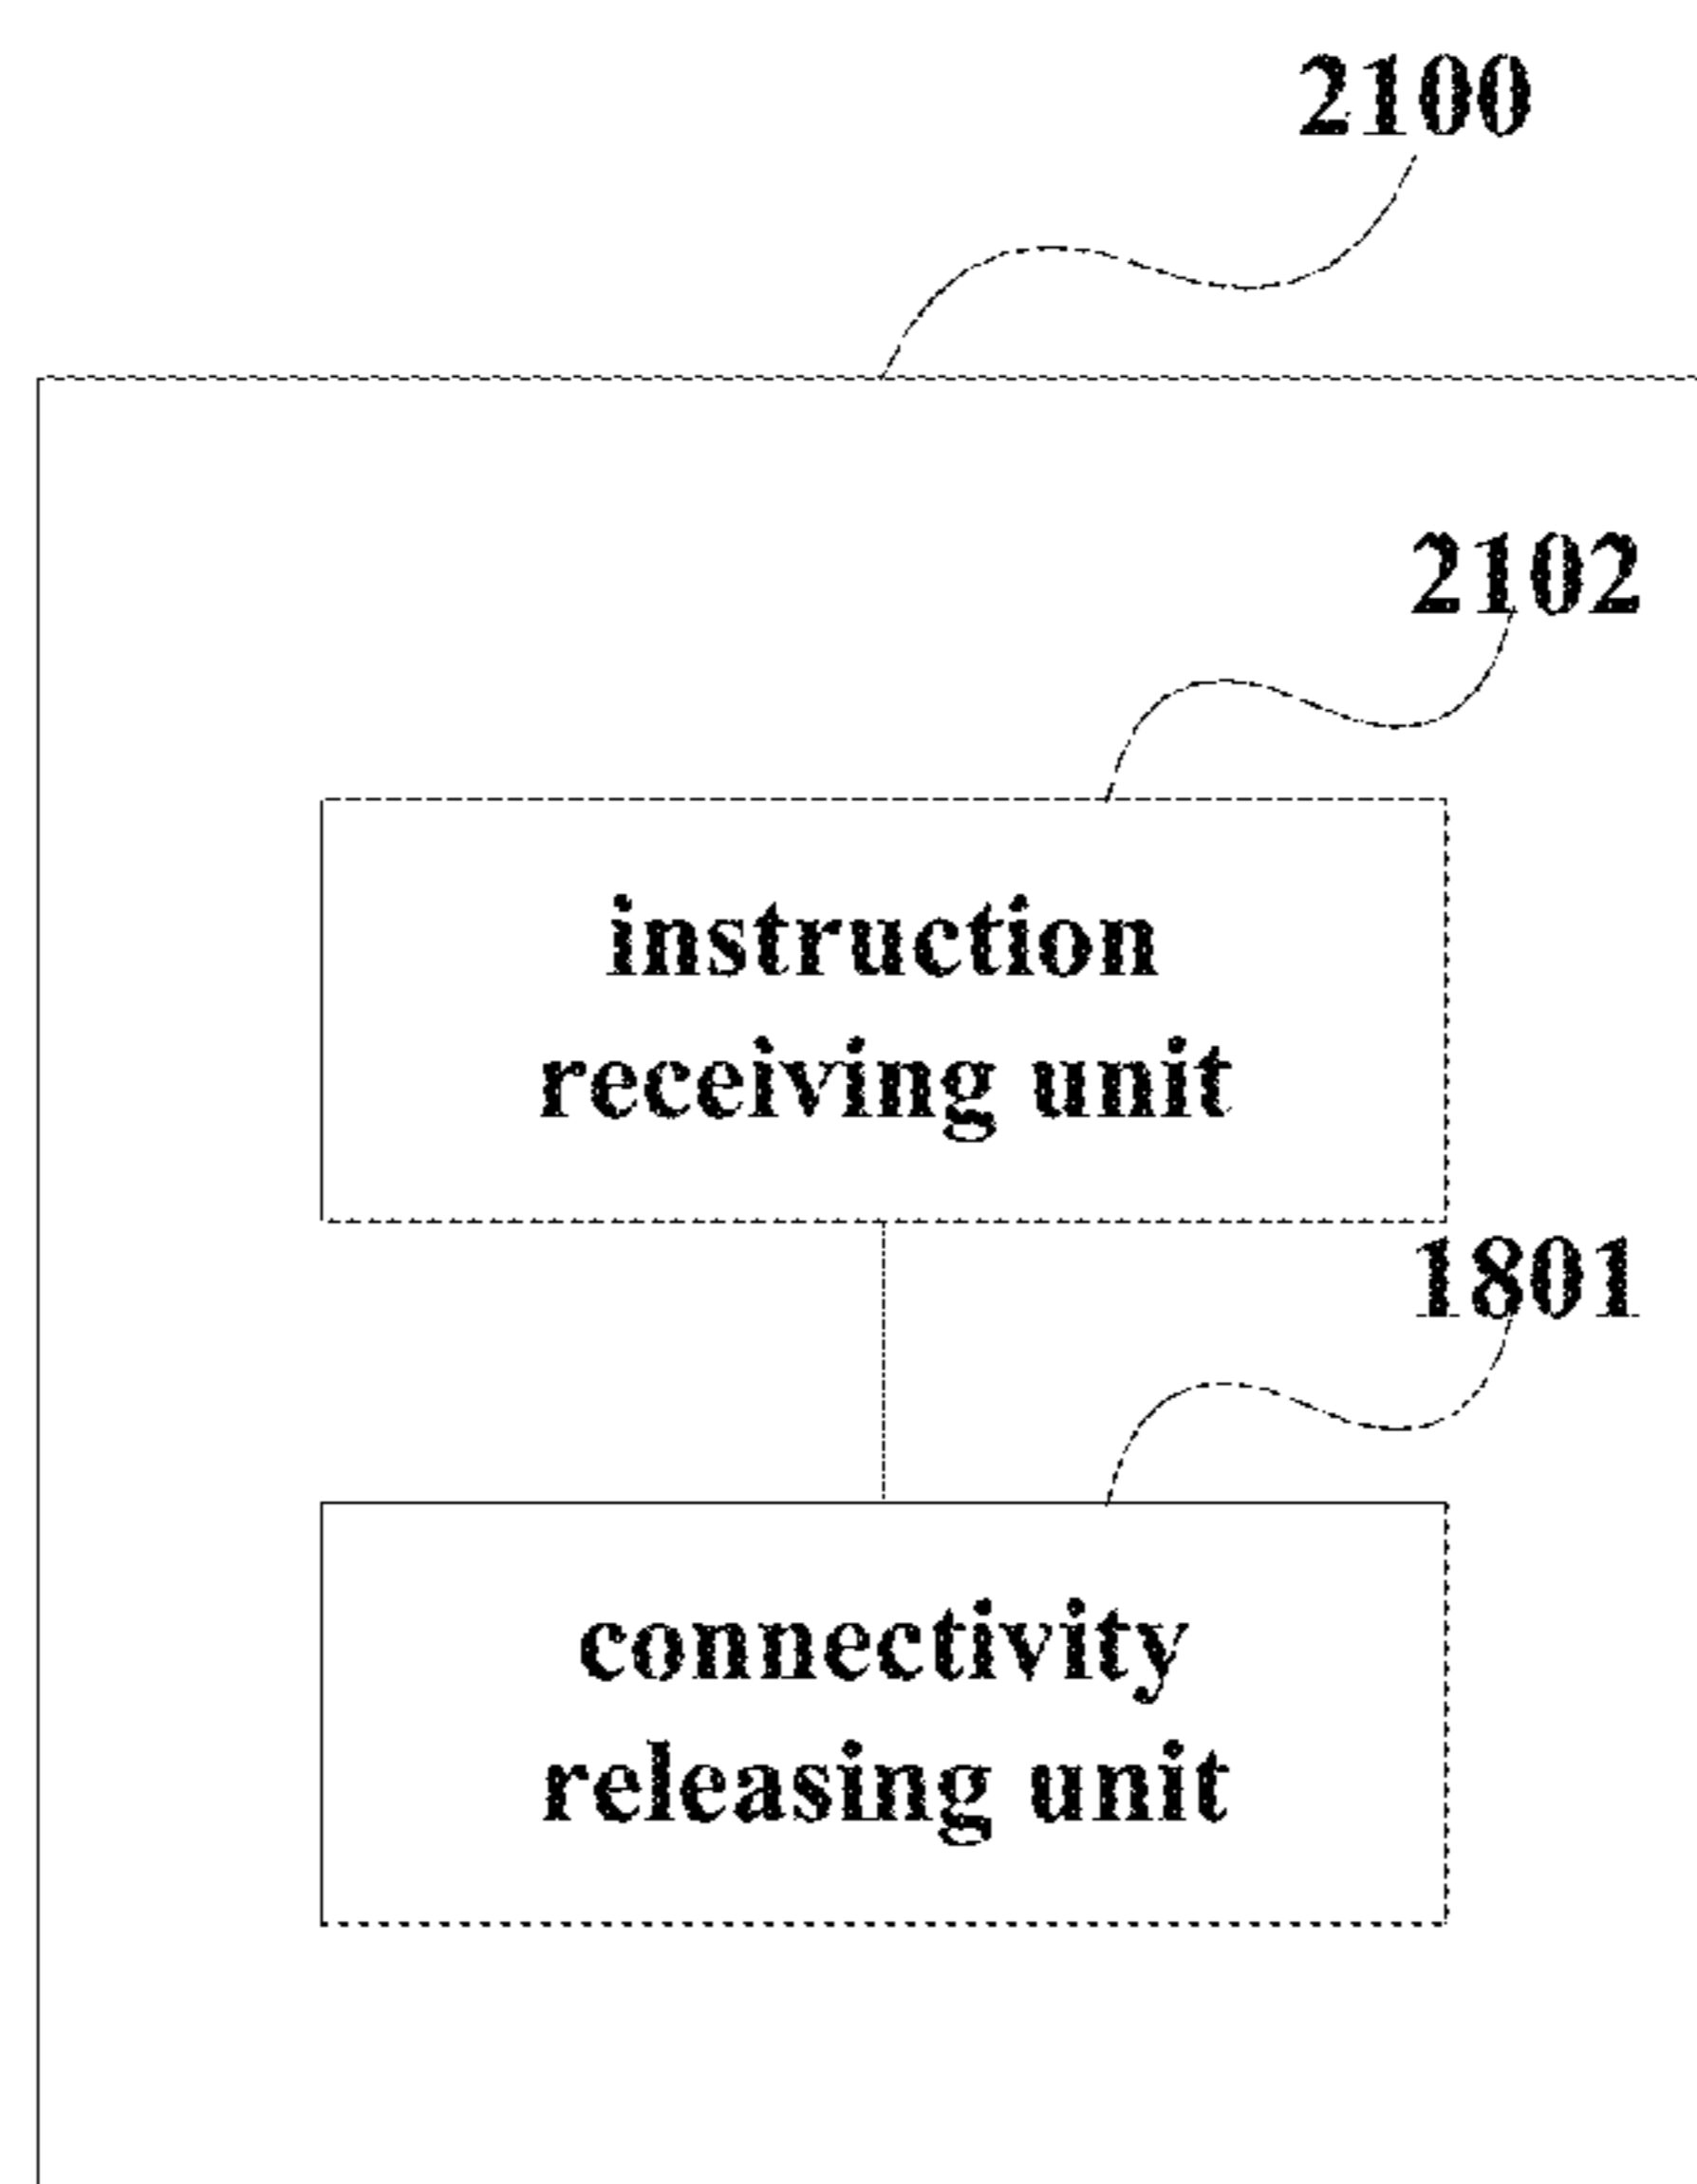 2100
2102
instruction
receiving unit
1801
connectivity
releasing unit